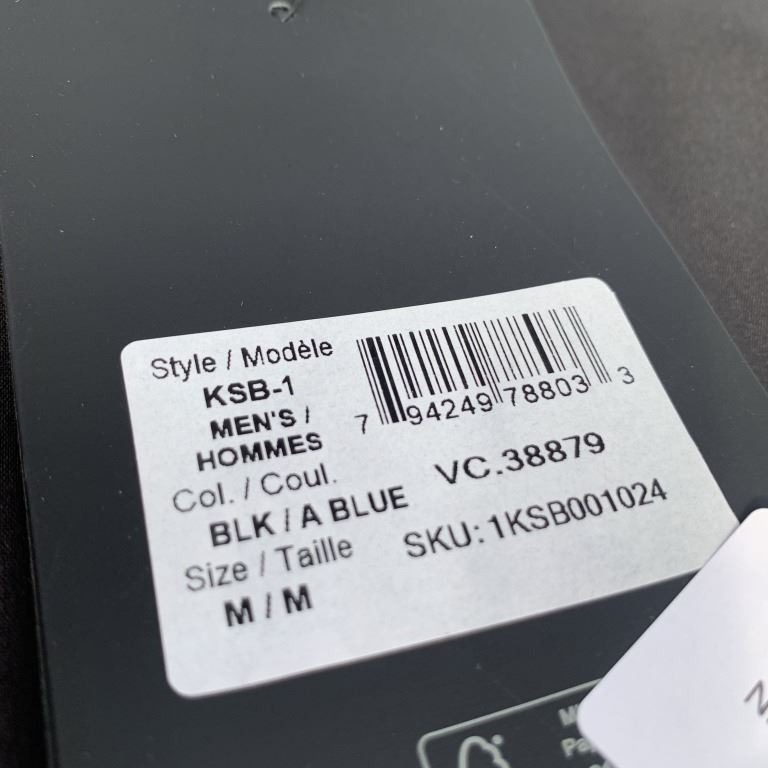 Style / Modèle
KSB-1
MEN'S /
HOMMES
Col. / Coul.
BLK / A BLUE
Size / Taille
M / M
7 94249 78803 3
VC.38879
SKU: 1KSB001024